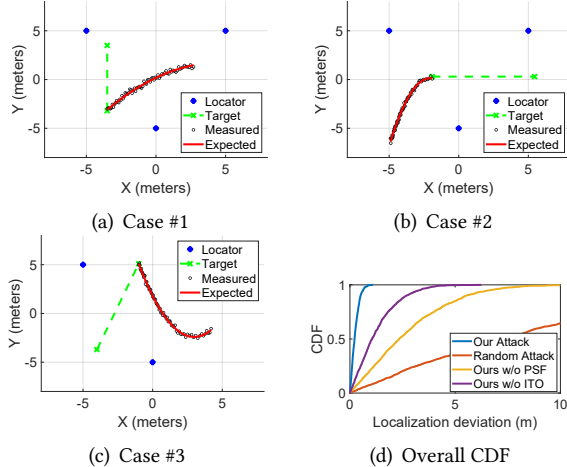 5
0
-5
Y (meters)
Locator
Target
Measured
Expected
-5
0
5
X (meters)
(a) Case #1
5
0
-5
Y (meters)
Locator
Target
Measured
Expected
-5
0
5
X (meters)
(b) Case #2
5
0
-5
Y (meters)
Locator
Target
Measured
Expected
-5
0
5
X (meters)
(c) Case #3
1
0.5
0
CDF
Our Attack
Random Attack
Ours w/o PSF
Ours w/o ITO
0
5
10
Localization deviation (m)
(d) Overall CDF